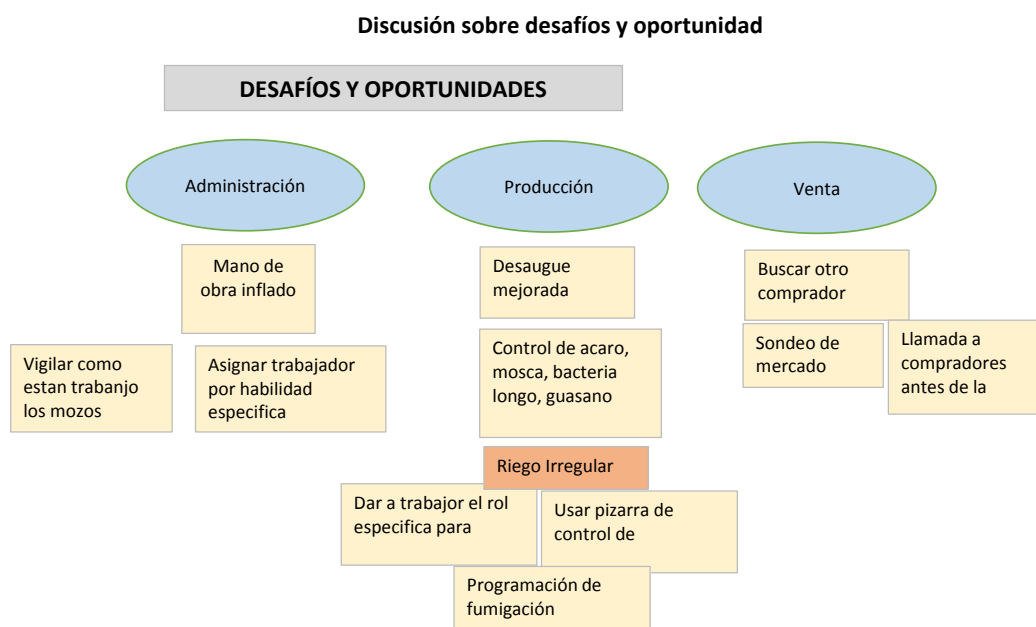 Discusión sobre desafíos y oportunidad
DESAFÍOS Y OPORTUNIDADES
Administración
Producción
Venta
Mano de
obra inflado
Vigilar como
estan trabanjo
los mozos
Asignar trabajador
por habilidad
especifica
Desaugue
mejorada
Control de acaro,
mosca, bacteria
longo, guasano
Riego Irregular
Dar a trabajor el rol
especifica para
Usar pizarra de
control de
Programación de
fumigación
Buscar otro
comprador
Sondeo de
mercado
Llamada a
compradores
antes de la